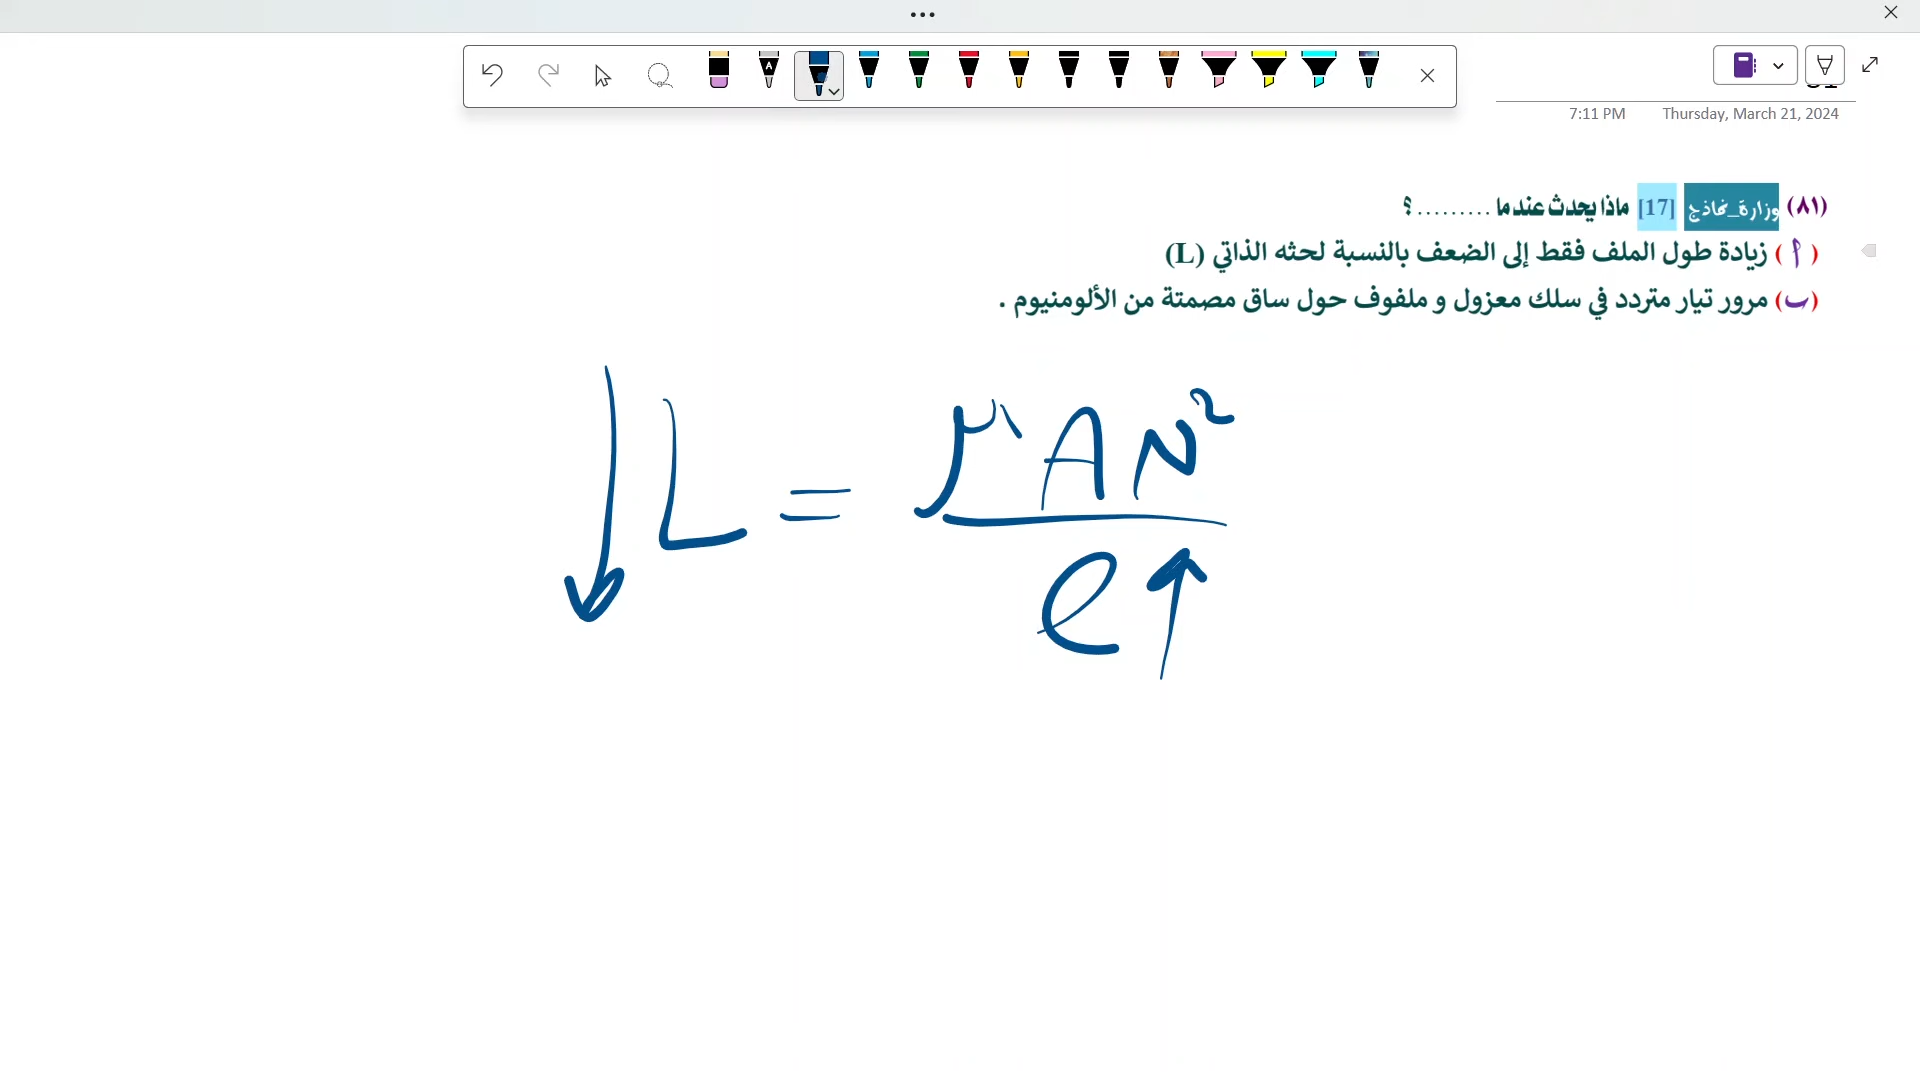 7:11 PM Thursday, March 21, 2024
(٨١) وزارة_نماذج [17] ماذا يحدث عندما ......... ؟
( أ ) زيادة طول الملف فقط إلى الضعف بالنسبة لحثه الذاتي (L)
(ب) مرور تيار متردد في سلك معزول و ملفوف حول ساق مصمتة من الألومنيوم .
↓ L = μ A N²
ℓ ↑